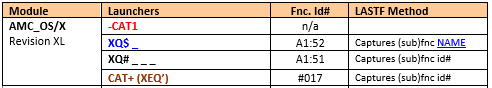 Module Launchers Fnc. Id# LASTF Method
AMC_OS/X -CAT1 n/a
Revision XL XQ$ _ A1:52 Captures (sub)fnc NAME
XQ# _ _ _ A1:51 Captures (sub)fnc id#
CAT+ (XEQ') #017 Captures (sub)fnc id#